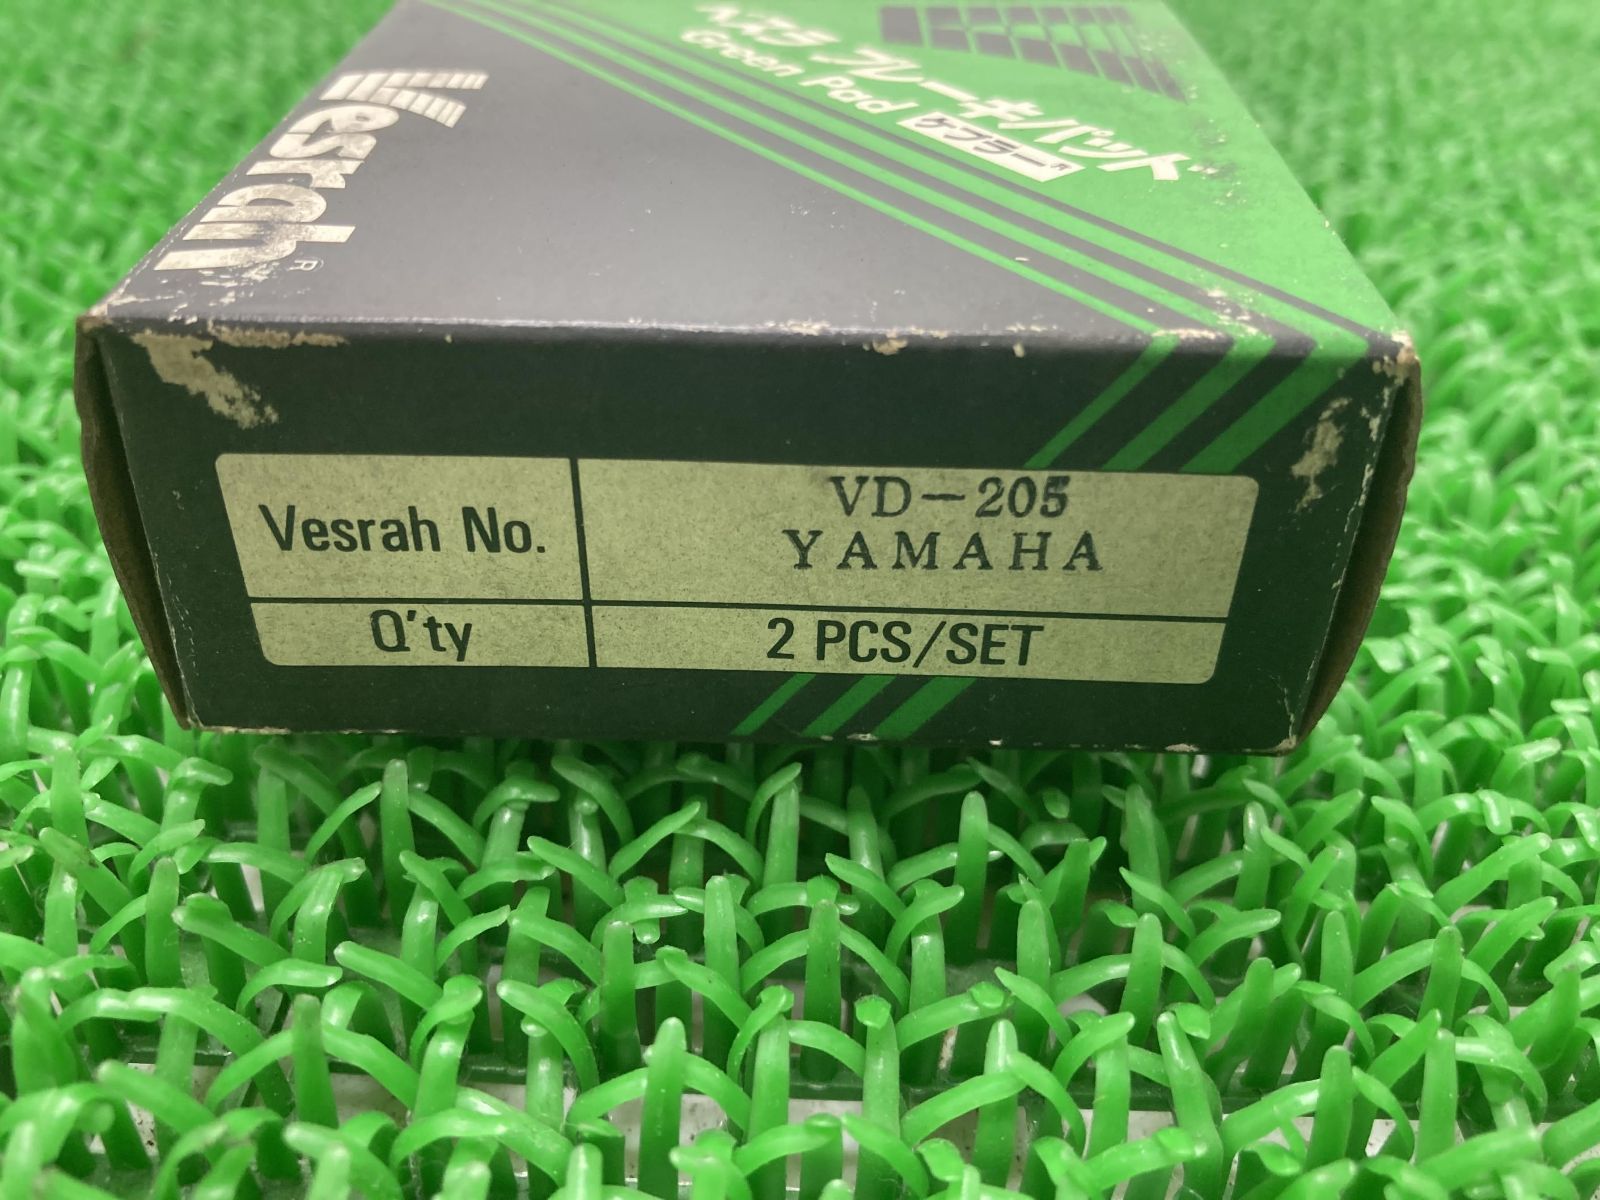 ベスラ ブレーキパッド
Green Pad
Vesrah®
Vesrah No.
VD-205
YAMAHA
Q'ty
2 PCS/SET